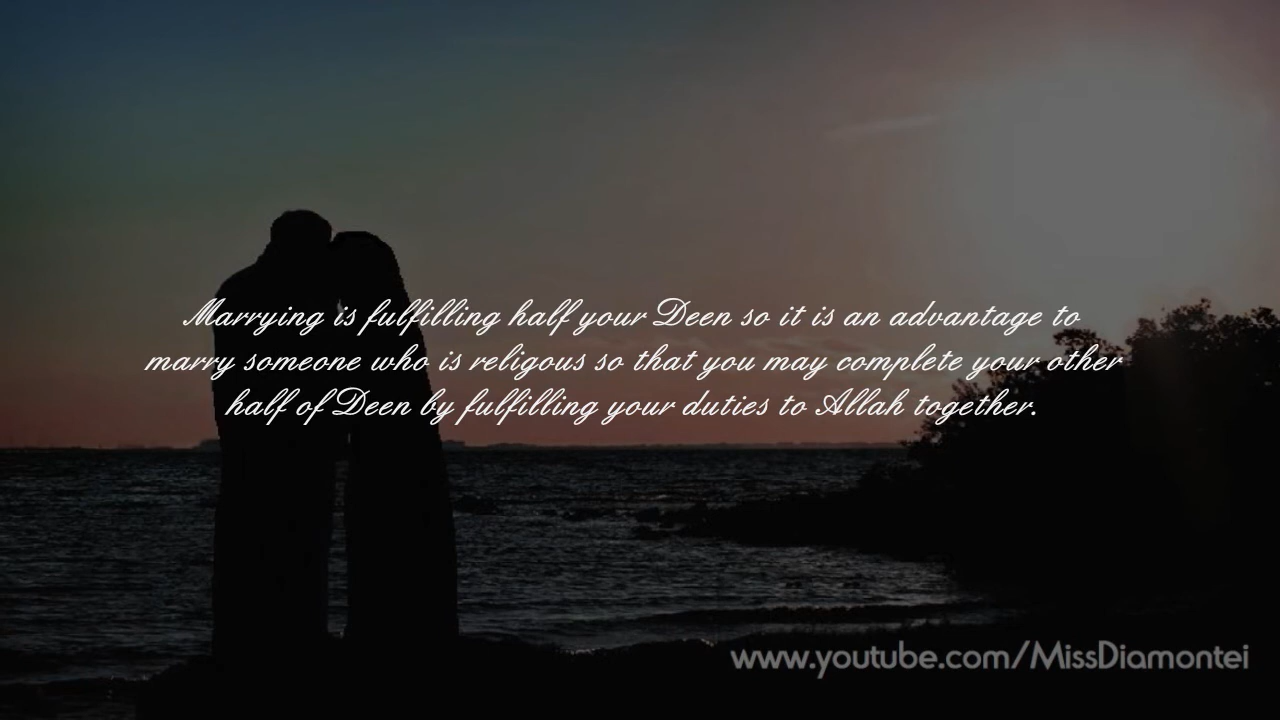 Marrying is fulfilling half your Deen so it is an advantage to
marry someone who is religous so that you may complete your other
half of Deen by fulfilling your duties to Allah together.
www.youtube.com/MissDiamontei